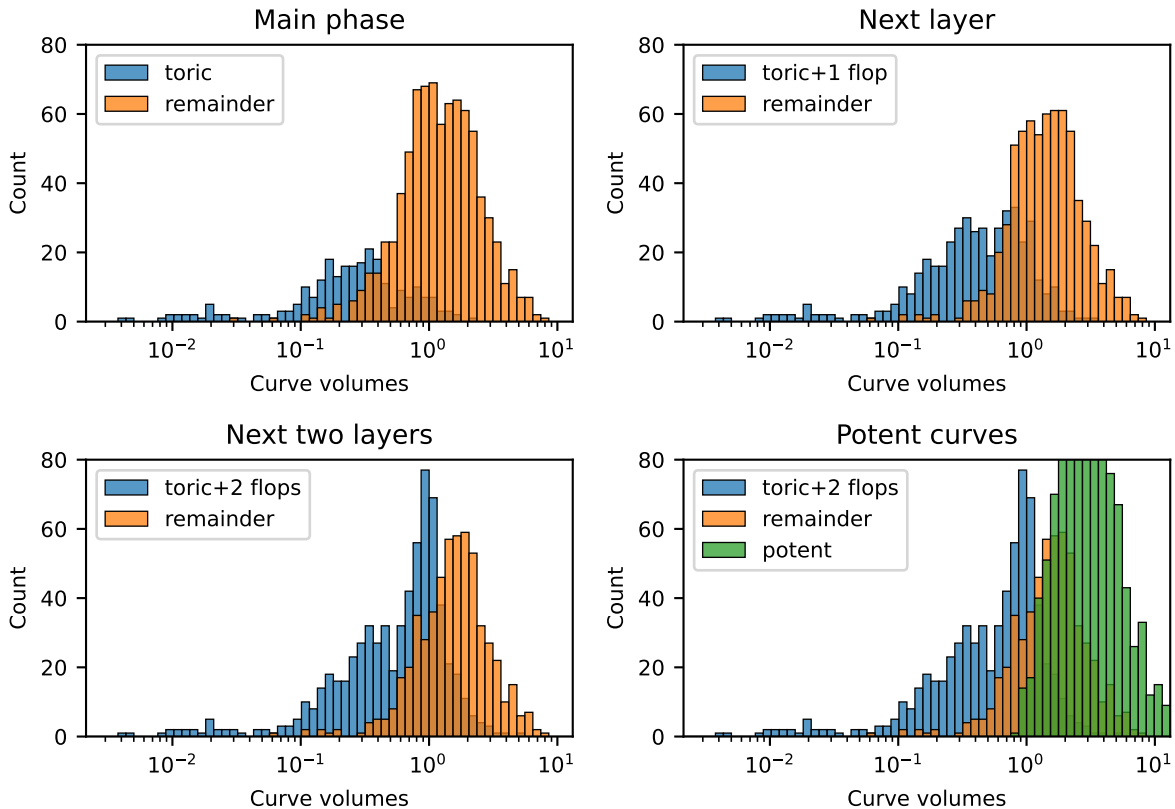 Main phase
80
60
40
20
0
Count
toric
remainder
10⁻²
10⁻¹
10⁰
10¹
Curve volumes
Next layer
80
60
40
20
0
Count
toric+1 flop
remainder
10⁻²
10⁻¹
10⁰
10¹
Curve volumes
Next two layers
80
60
40
20
0
Count
toric+2 flops
remainder
10⁻²
10⁻¹
10⁰
10¹
Curve volumes
Potent curves
80
60
40
20
0
Count
toric+2 flops
remainder
potent
10⁻²
10⁻¹
10⁰
10¹
Curve volumes